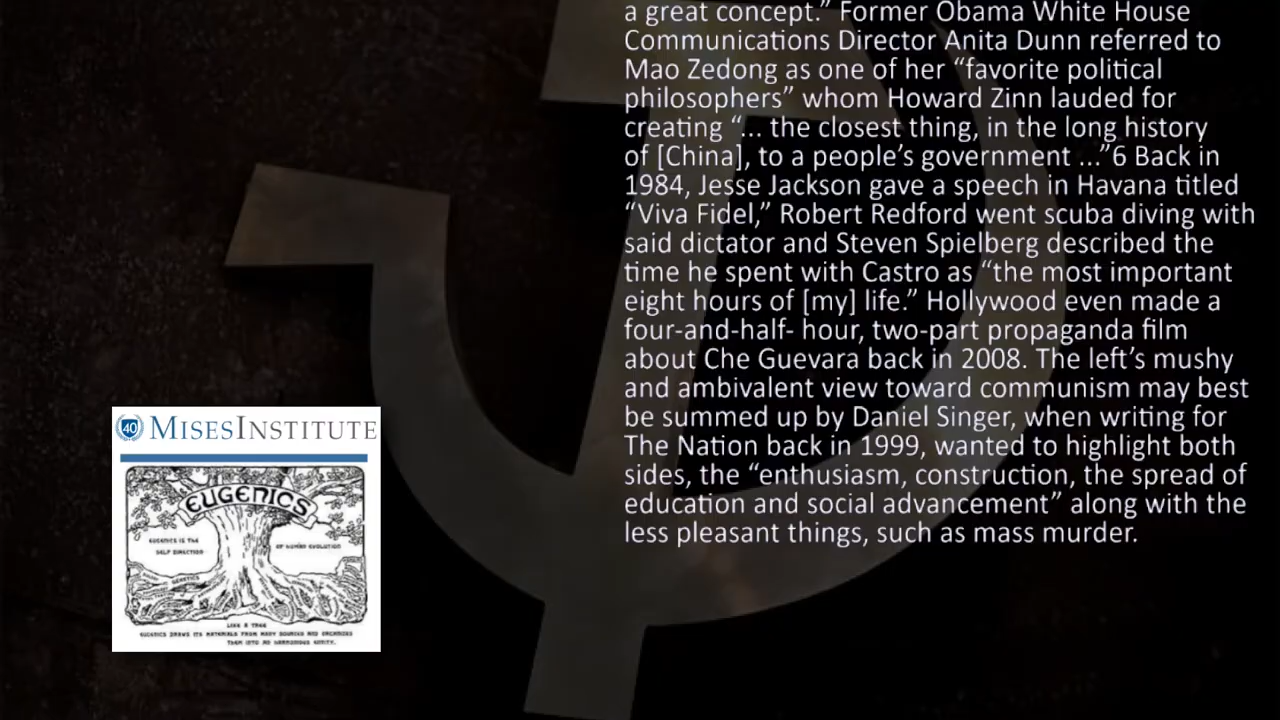 a great concept.” Former Obama White House
Communications Director Anita Dunn referred to
Mao Zedong as one of her “favorite political
philosophers” whom Howard Zinn lauded for
creating “... the closest thing, in the long history
of [China], to a people’s government ...”6 Back in
1984, Jesse Jackson gave a speech in Havana titled
“Viva Fidel,” Robert Redford went scuba diving with
said dictator and Steven Spielberg described the
time he spent with Castro as “the most important
eight hours of [my] life.” Hollywood even made a
four-and-half- hour, two-part propaganda film
about Che Guevara back in 2008. The left’s mushy
and ambivalent view toward communism may best
be summed up by Daniel Singer, when writing for
The Nation back in 1999, wanted to highlight both
sides, the “enthusiasm, construction, the spread of
education and social advancement” along with the
less pleasant things, such as mass murder.
40 MISESINSTITUTE
EUGENICS
EUGENICS IS THE
SELF DIRECTION
OF HUMAN EVOLUTION
GENETICS
LIKE A TREE
EUGENICS DRAWS ITS MATERIALS FROM MANY SOURCES AND ORGANIZES
THEM INTO AN HARMONIOUS ENTITY.